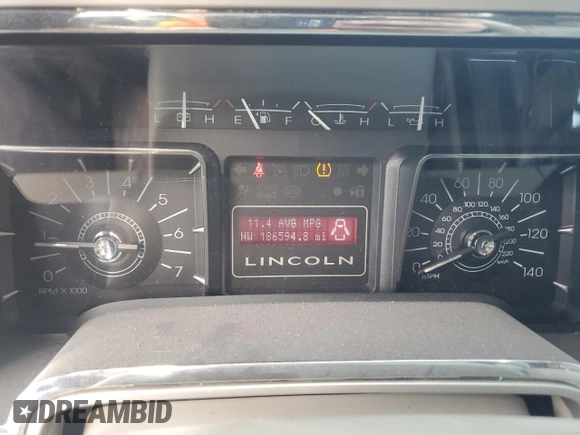 L H E F C H L H
0 1 2 3 4 5 6 7
RPM X 1000
11.4 AVG MPG
NW 186594.8 mi
LINCOLN
0 20 40 60 80 100 120 140
MPH
DREAMBID